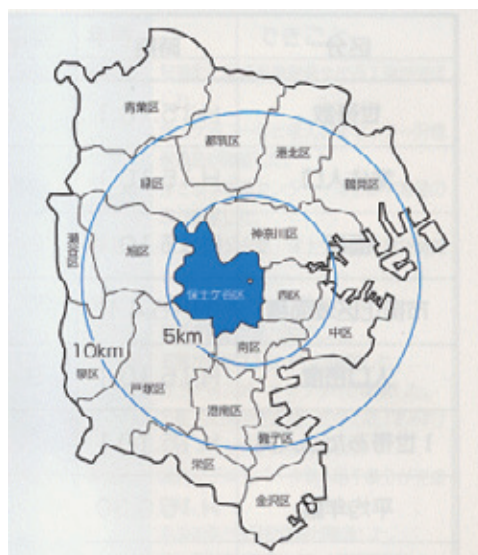 青葉区
都筑区
港北区
鶴見区
緑区
瀬谷区
旭区
神奈川区
保土ケ谷区
西区
中区
10km
5km
南区
泉区
戸塚区
港南区
磯子区
栄区
金沢区